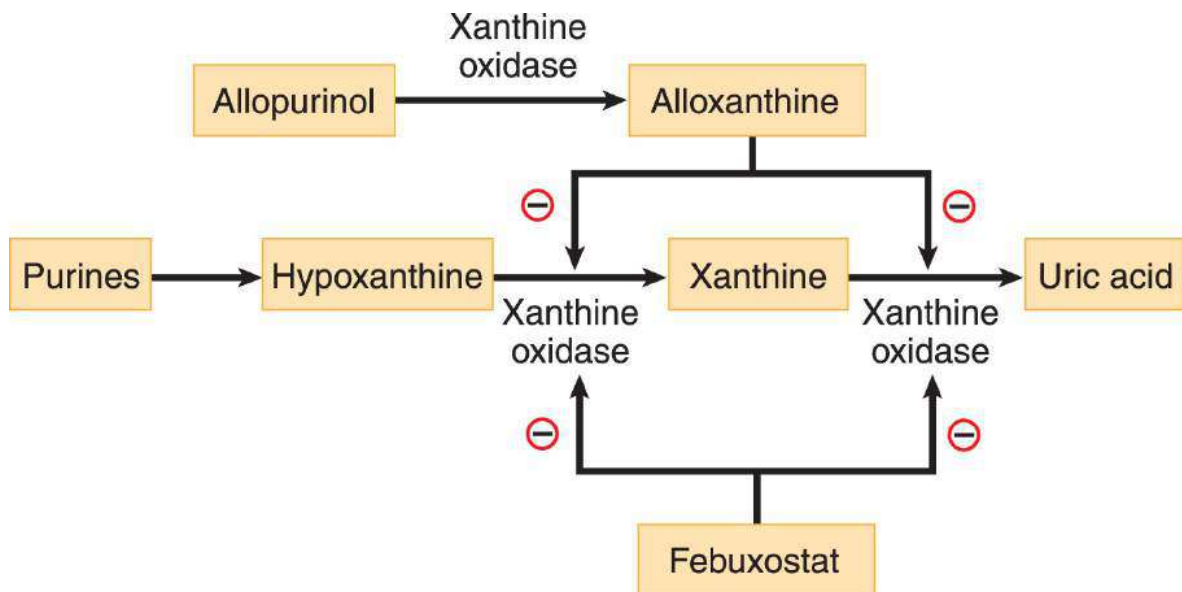 Xanthine
oxidase
Allopurinol
Alloxanthine
Purines
Hypoxanthine
Xanthine
Uric acid
Xanthine
oxidase
Xanthine
oxidase
Febuxostat